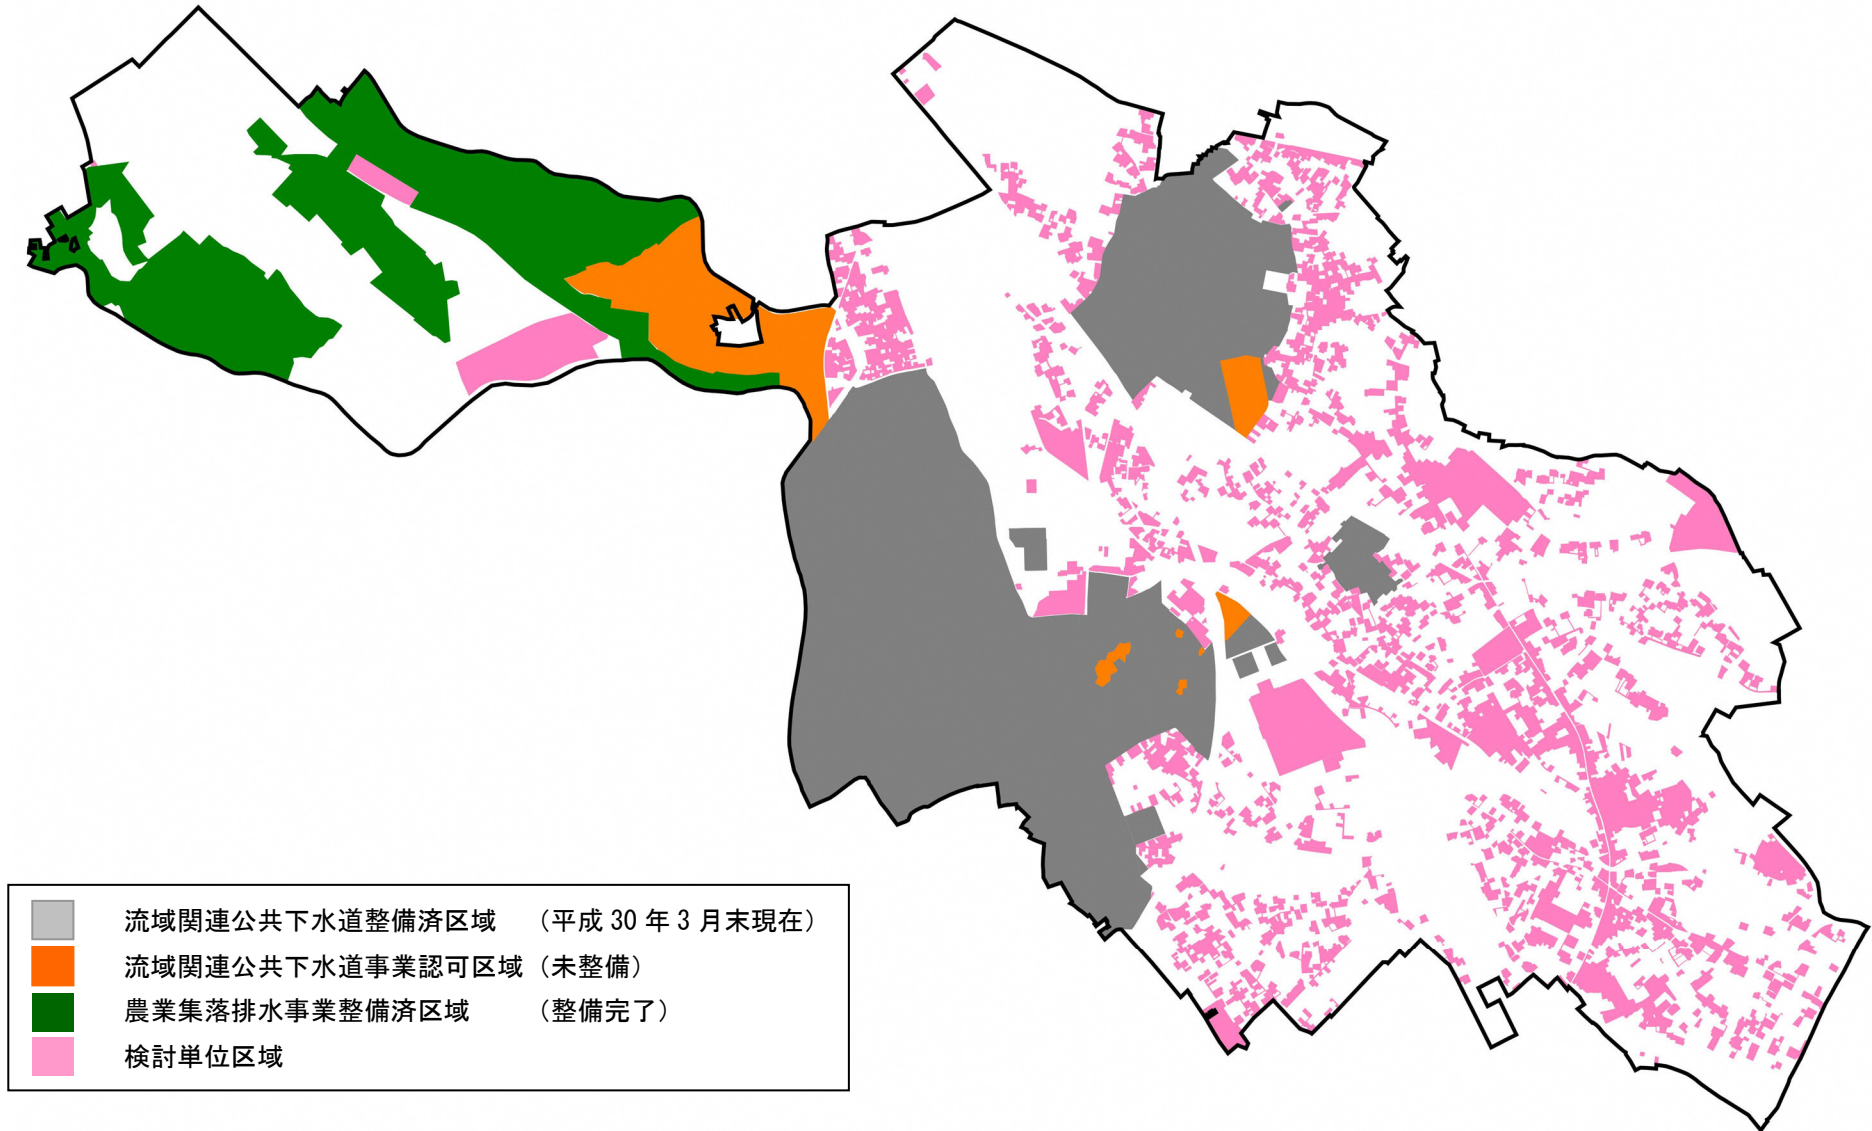 流域関連公共下水道整備済区域 （平成 30 年 3 月末現在）
流域関連公共下水道事業認可区域（未整備）
農業集落排水事業整備済区域 （整備完了）
検討単位区域